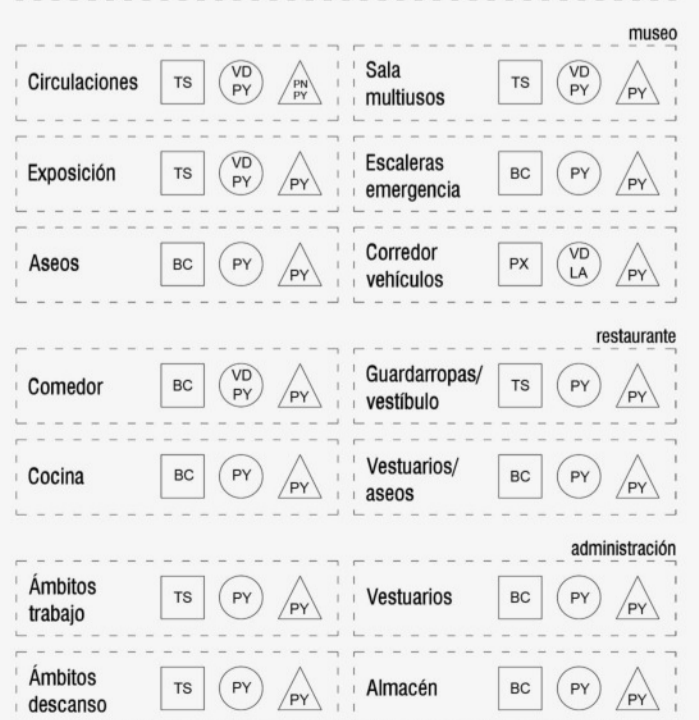 museo
Circulaciones TS VD PY PN PY
Sala multiusos TS VD PY PY
Exposición TS VD PY PY
Escaleras emergencia BC PY PY
Aseos BC PY PY
Corredor vehículos PX VD LA PY
restaurante
Comedor BC VD PY PY
Guardarropas/ vestíbulo TS PY PY
Cocina BC PY PY
Vestuarios/ aseos BC PY PY
administración
Ámbitos trabajo TS PY PY
Vestuarios BC PY PY
Ámbitos descanso TS PY PY
Almacén BC PY PY